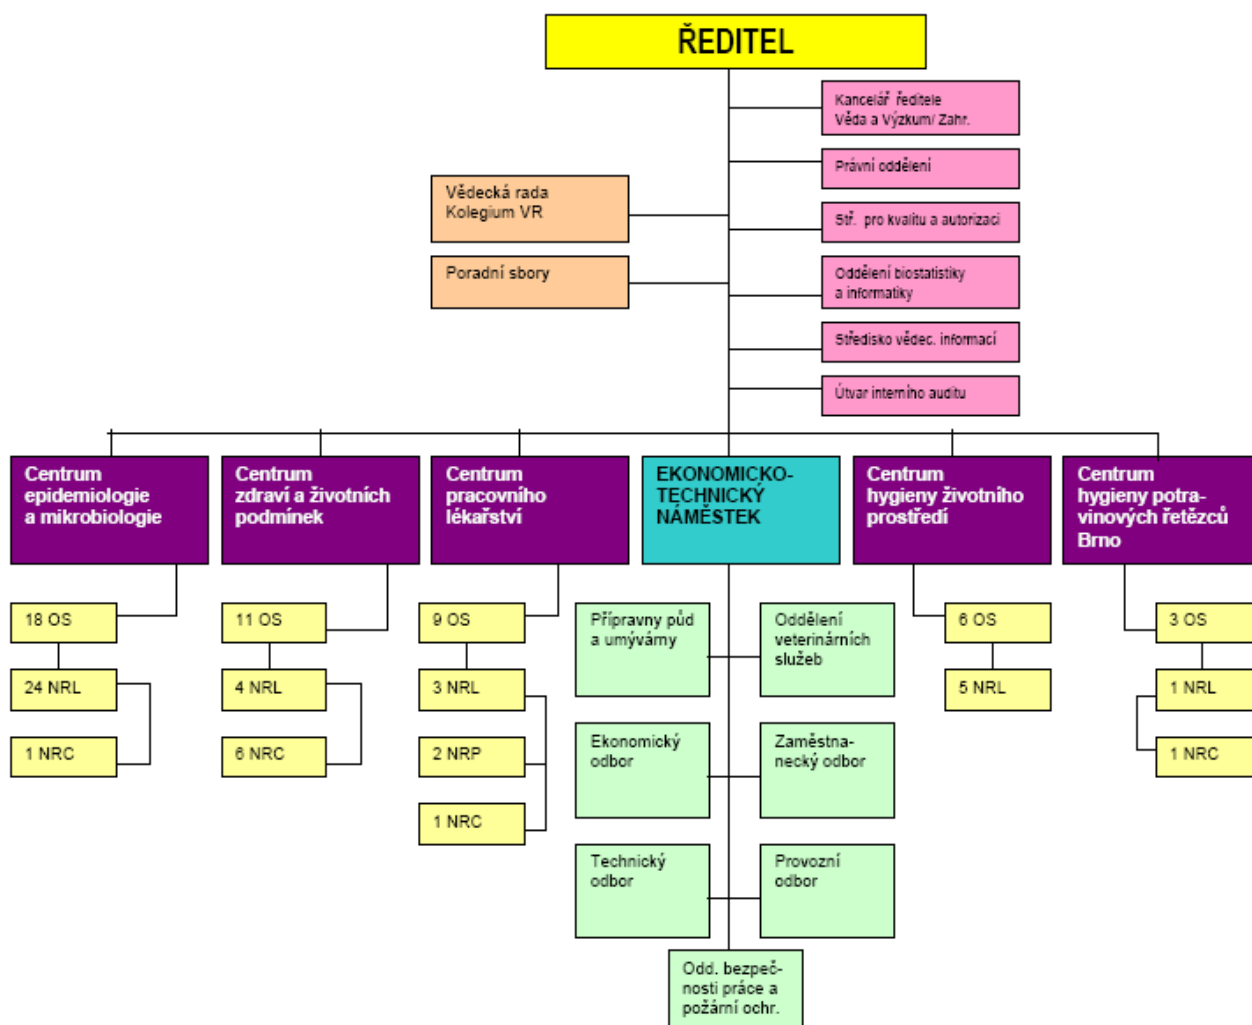 ŘEDITEL
Kancelář ředitele
Věda a Výzkum/ Zahr.
Právní oddělení
Vědecká rada
Kolegium VR
Stř. pro kvalitu a autorizaci
Poradní sbory
Oddělení biostatistiky
a informatiky
Středisko vědec. informací
Útvar interního auditu
Centrum
epidemiologie
a mikrobiologie
Centrum
zdraví a životních
podmínek
Centrum
pracovního
lékařství
EKONOMICKO-
TECHNICKÝ
NÁMĚSTEK
Centrum
hygieny životního
prostředí
Centrum
hygieny potra-
vinových řetězců
Brno
18 OS
24 NRL
1 NRC
11 OS
4 NRL
6 NRC
9 OS
3 NRL
2 NRP
1 NRC
Přípravny půd
a umývárny
Oddělení
veterinárních
služeb
Ekonomický
odbor
Zaměstna-
necký odbor
Technický
odbor
Provozní
odbor
Odd. bezpeč-
nosti práce a
požární ochr.
6 OS
5 NRL
3 OS
1 NRL
1 NRC